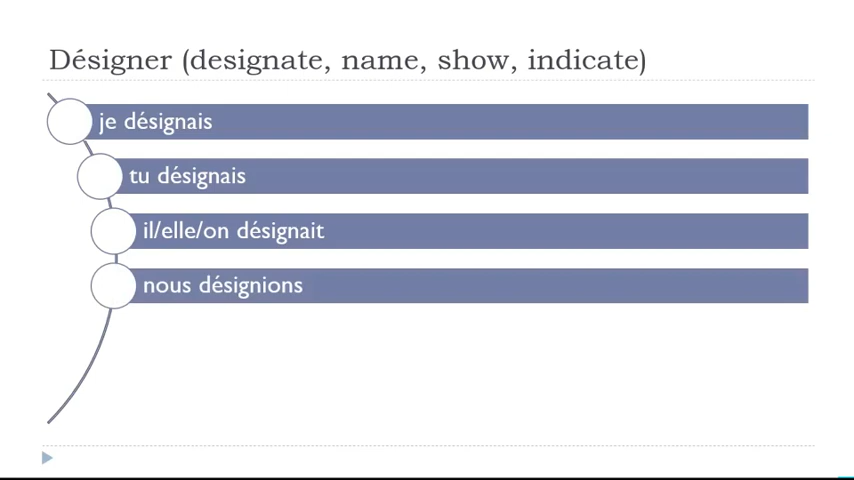 Désigner (designate, name, show, indicate)
je désignais
tu désignais
il/elle/on désignait
nous désignions